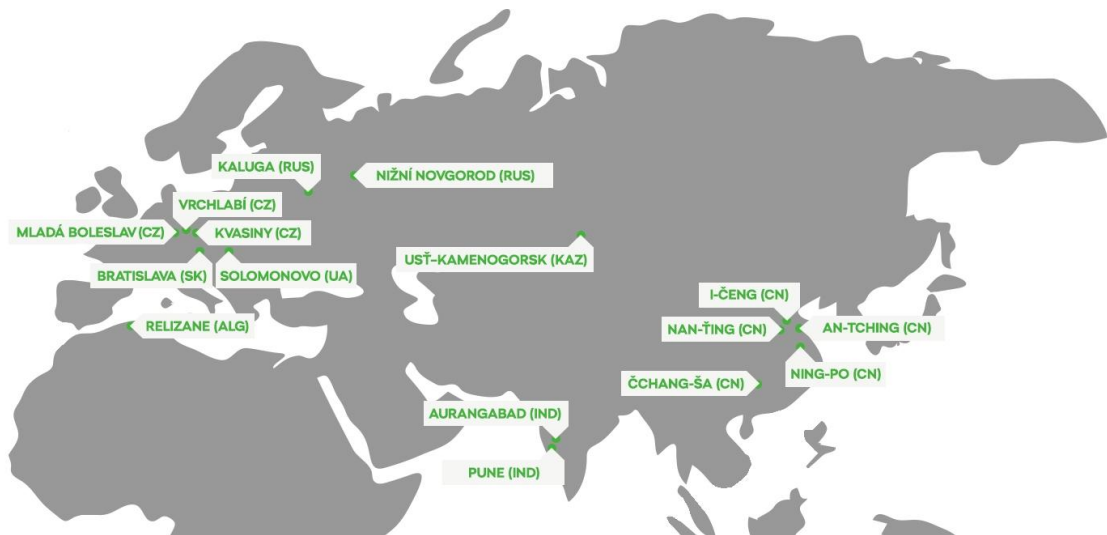 KALUGA (RUS)
NIŽNÍ NOVGOROD (RUS)
VRCHLABÍ (CZ)
MLADÁ BOLESLAV (CZ)
KVASINY (CZ)
USŤ-KAMENOGORSK (KAZ)
BRATISLAVA (SK)
SOLOMONOVO (UA)
I-ČENG (CN)
RELIZANE (ALG)
NAN-ŤING (CN)
AN-TCHING (CN)
NING-PO (CN)
ČCHANG-ŠA (CN)
AURANGABAD (IND)
PUNE (IND)